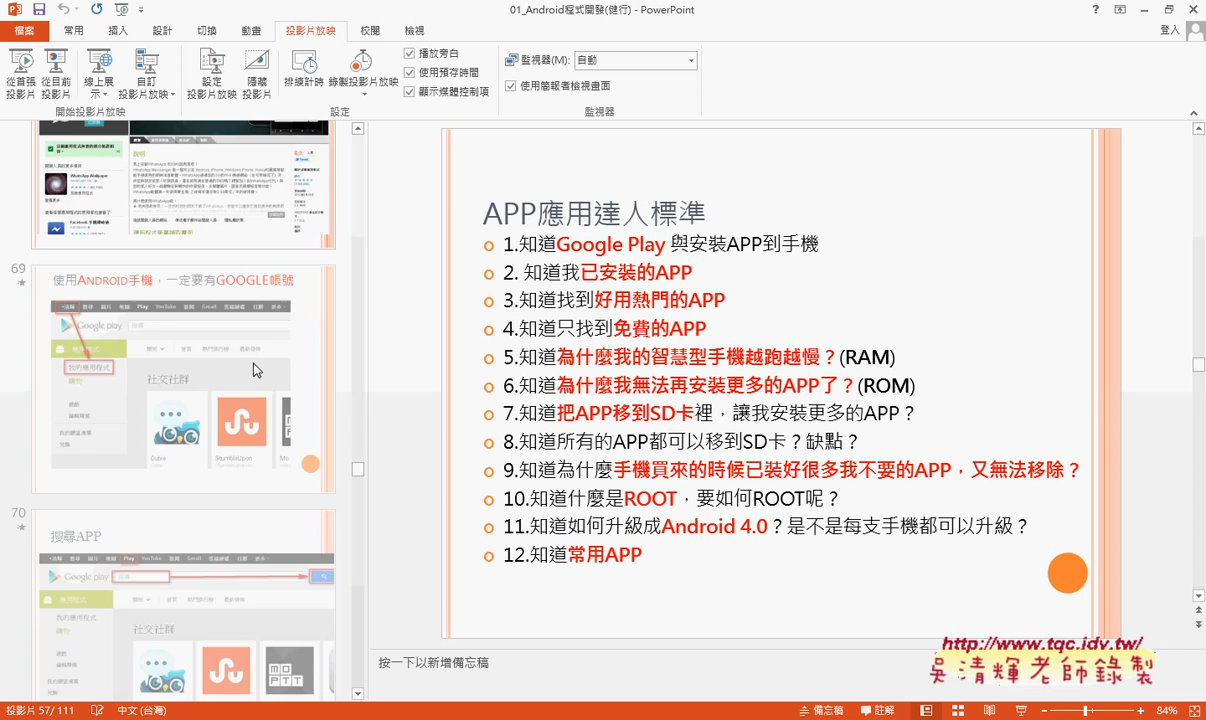 01_Android程式開發(健行) - PowerPoint
登入
檔案 常用 插入 設計 切換 動畫 投影片放映 校閱 檢視
從首張投影片
從目前投影片
線上展示
自訂投影片放映
設定投影片放映
隱藏投影片
排練計時
錄製投影片放映
播放旁白
使用預存時間
顯示媒體控制項
監視器(M): 自動
使用簡報者檢視畫面
開始投影片放映
設定
監視器
WhatsApp Wallpaper
69
使用ANDROID手機，一定要有GOOGLE帳號
Google play
我的應用程式
社交社群
Cubie
StumbleUpon
Mo
70
搜尋APP
Google play
社交社群
APP應用達人標準
1.知道Google Play 與安裝APP到手機
2. 知道我已安裝的APP
3.知道找到好用熱門的APP
4.知道只找到免費的APP
5.知道為什麼我的智慧型手機越跑越慢？(RAM)
6.知道為什麼我無法再安裝更多的APP了？(ROM)
7.知道把APP移到SD卡裡，讓我安裝更多的APP？
8.知道所有的APP都可以移到SD卡？缺點？
9.知道為什麼手機買來的時候已裝好很多我不要的APP，又無法移除？
10.知道什麼是ROOT，要如何ROOT呢？
11.知道如何升級成Android 4.0？是不是每支手機都可以升級？
12.知道常用APP
http://www.tqc.idv.tw/
吳清輝老師錄製
按一下以新增備忘稿
投影片 57/ 111 中文 (台灣) 備忘稿 註解 84%